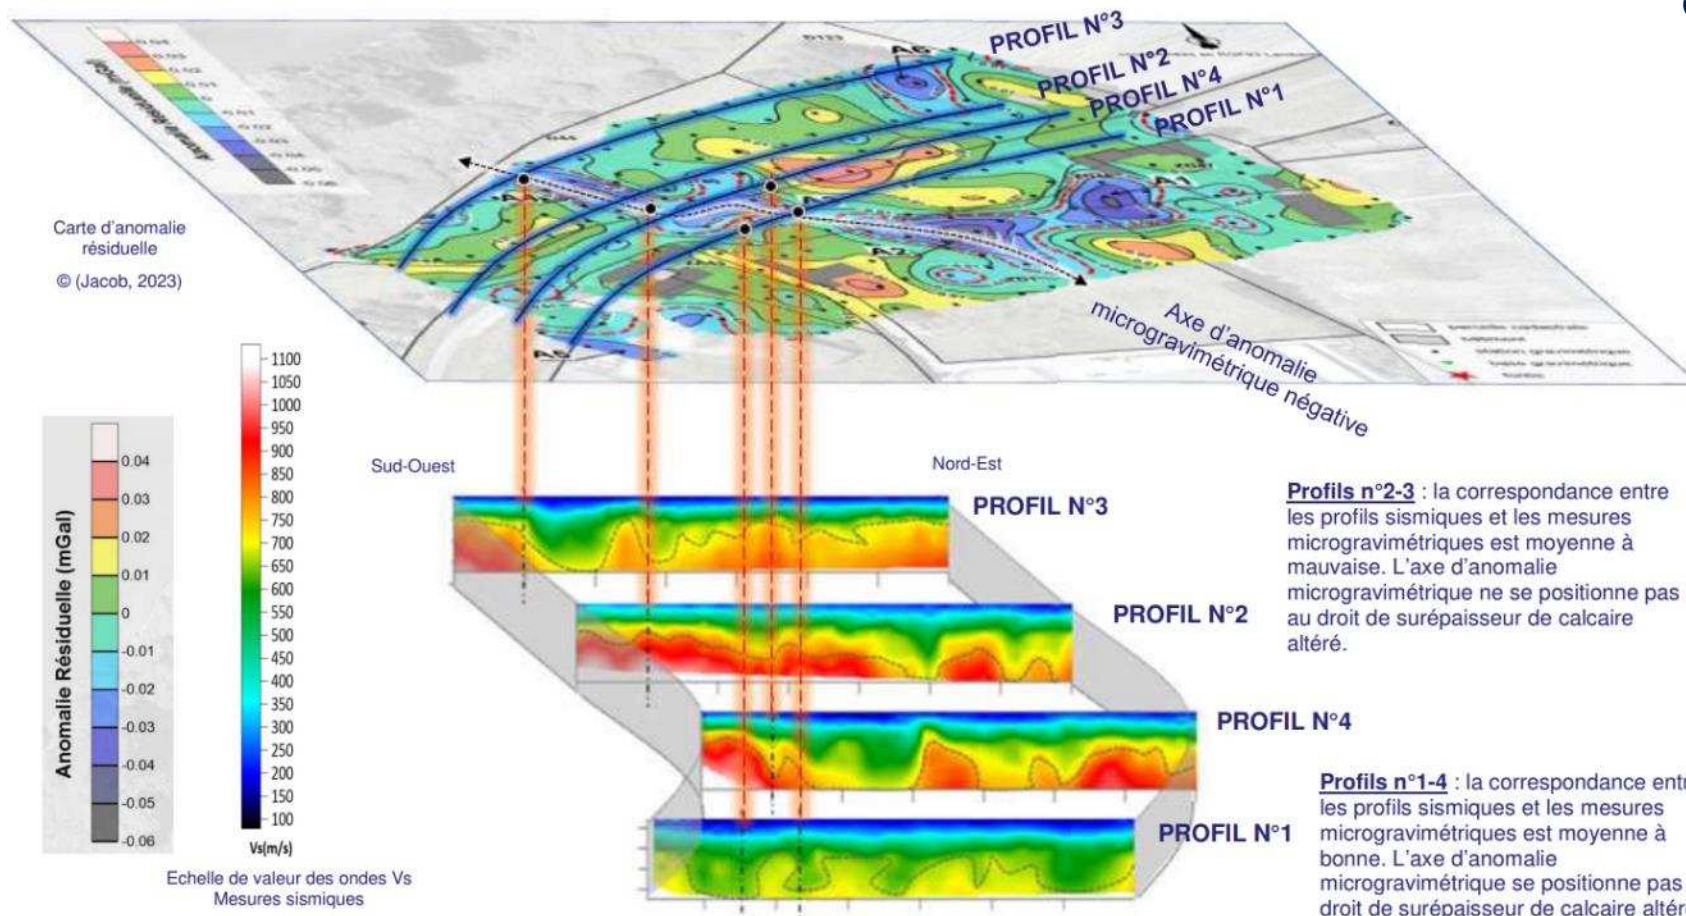 PROFIL N°3
PROFIL N°2
PROFIL N°4
PROFIL N°1
D123
A6
A1
A2
A5
Carte d'anomalie
résiduelle
© (Jacob, 2023)
Axe d'anomalie
microgravimétrique négative
Anomalie Résiduelle (mGal)
0.04
0.03
0.02
0.01
0
-0.01
-0.02
-0.03
-0.04
-0.05
-0.06
1100
1050
1000
950
900
850
800
750
700
650
600
550
500
450
400
350
300
250
200
150
100
Vs(m/s)
Echelle de valeur des ondes Vs
Mesures sismiques
Sud-Ouest
Nord-Est
PROFIL N°3
PROFIL N°2
PROFIL N°4
PROFIL N°1
Profils n°2-3 : la correspondance entre
les profils sismiques et les mesures
microgravimétriques est moyenne à
mauvaise. L'axe d'anomalie
microgravimétrique ne se positionne pas
au droit de surépaisseur de calcaire
altéré.
Profils n°1-4 : la correspondance entr
les profils sismiques et les mesures
microgravimétriques est moyenne à
bonne. L'axe d'anomalie
microgravimétrique se positionne pas
droit de surépaisseur de calcaire altér